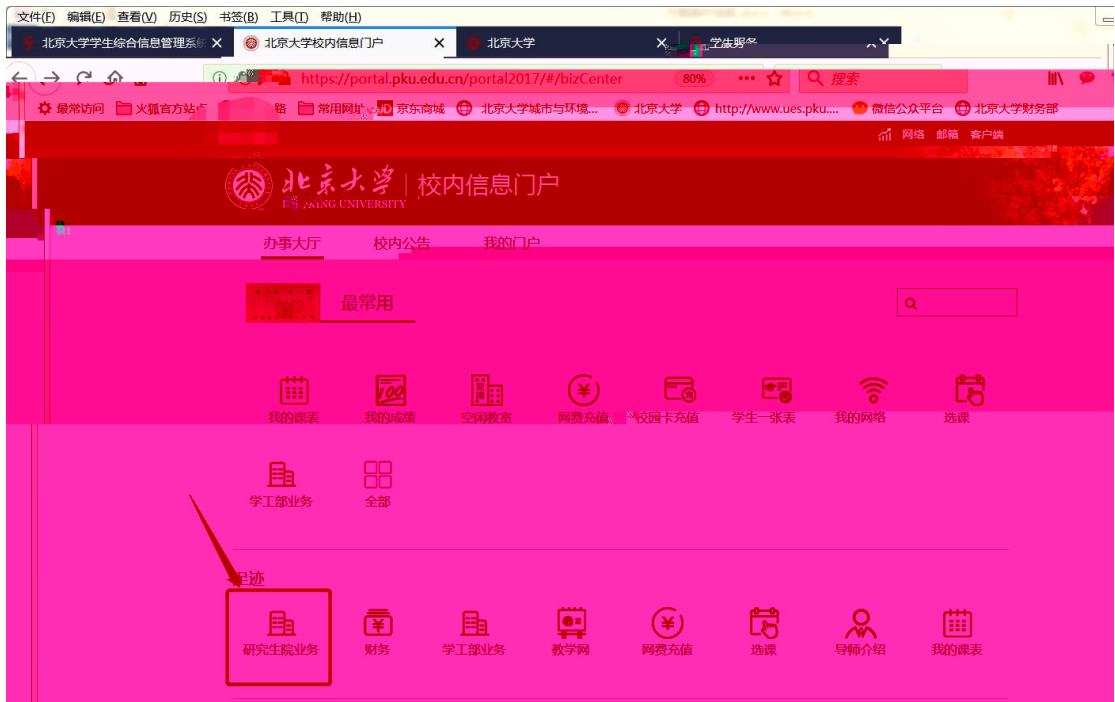 文件(F) 编辑(E) 查看(V) 历史(S) 书签(B) 工具(T) 帮助(H)
北京大学学生综合信息管理系统 北京大学校内信息门户 北京大学 学生服务
https://portal.pku.edu.cn/portal2017/#/bizCenter 80% 搜索
最常访问 火狐官方站点 路 常用网址 JD 京东商城 北京大学城市与环境... 北京大学 http://www.ues.pku.... 微信公众平台 北京大学财务部
网络 邮箱 客户端
北京大学 校内信息门户
PEKING UNIVERSITY
办事大厅 校内公告 我的门户
最常用
100
我的课表 我的成绩 空闲教室 网费充值 校园卡充值 学生一张表 我的网络 选课
学工部业务 全部
足迹
研究生院业务 财务 学工部业务 教学网 网费充值 选课 导师介绍 我的课表